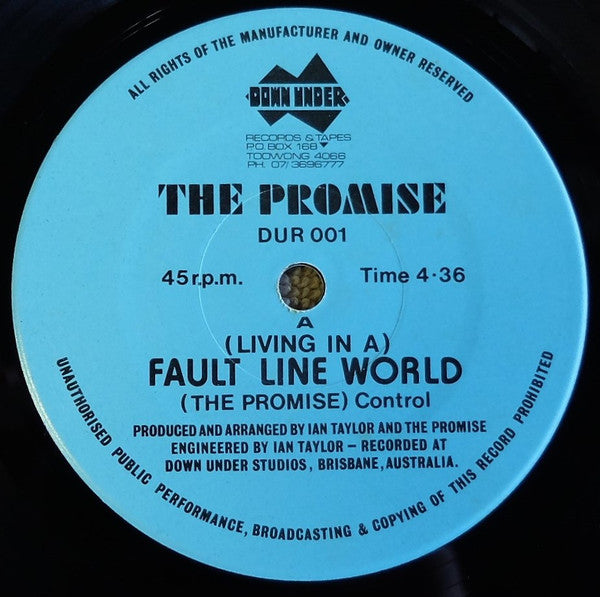 ALL RIGHTS OF THE MANUFACTURER AND OWNER RESERVED
DOWN UNDER
RECORDS & TAPES
P.O. BOX 168
TOOWONG 4066
PH. 07/3696777
THE PROMISE
DUR 001
45 r.p.m. Time 4·36
A
(LIVING IN A)
FAULT LINE WORLD
(THE PROMISE) Control
PRODUCED AND ARRANGED BY IAN TAYLOR AND THE PROMISE
ENGINEERED BY IAN TAYLOR – RECORDED AT
DOWN UNDER STUDIOS, BRISBANE, AUSTRALIA.
UNAUTHORISED PUBLIC PERFORMANCE, BROADCASTING & COPYING OF THIS RECORD PROHIBITED